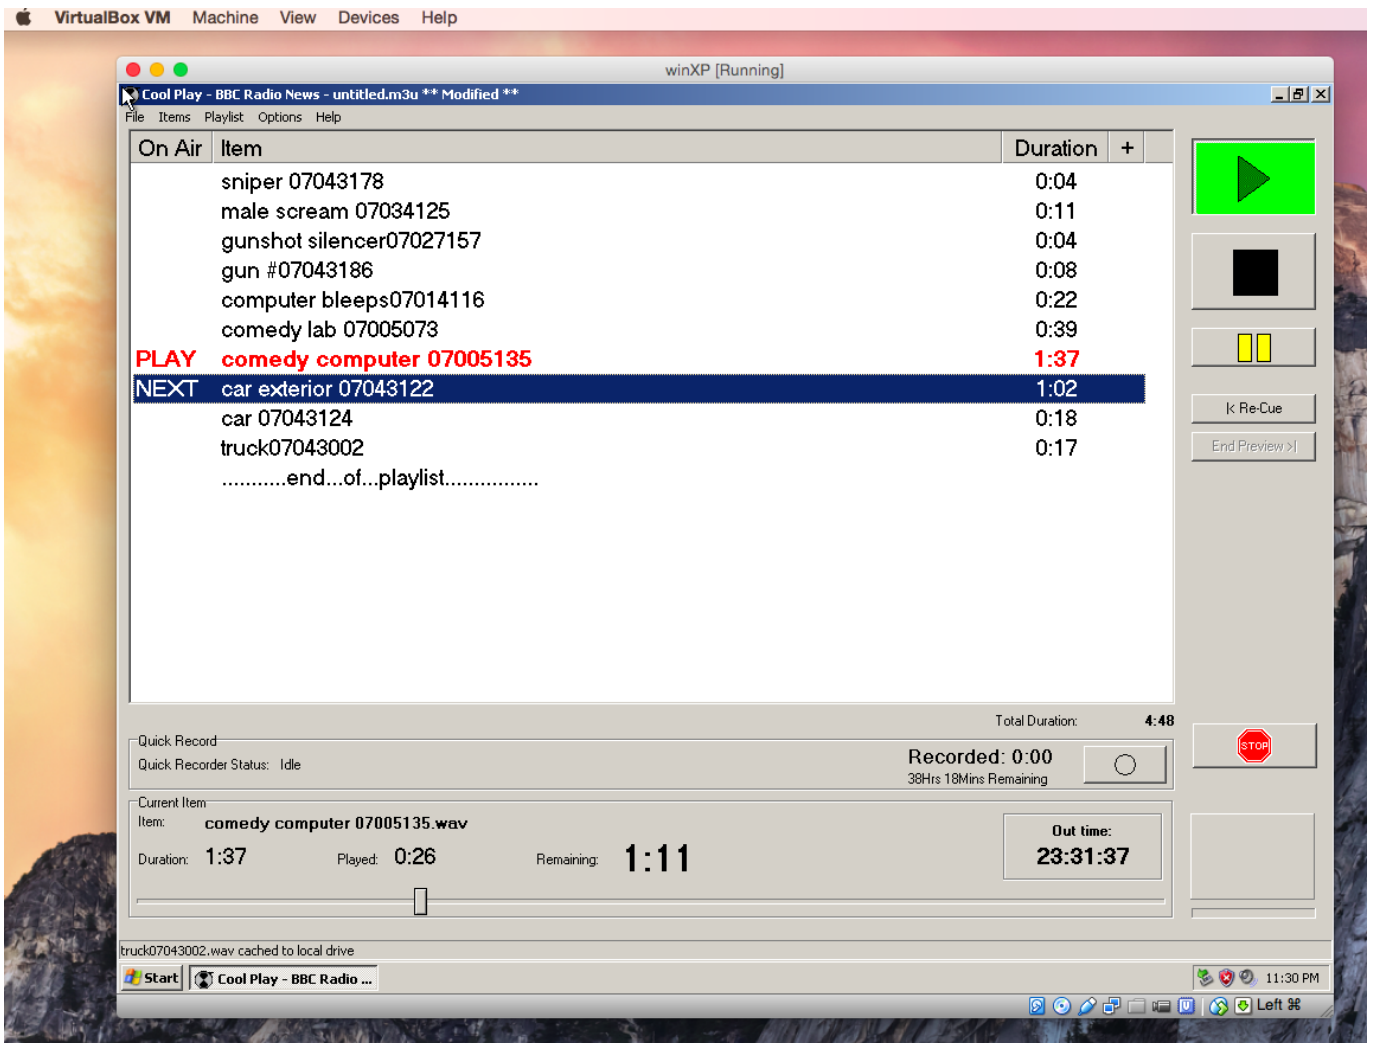 VirtualBox VM Machine View Devices Help
winXP [Running]
Cool Play - BBC Radio News - untitled.m3u ** Modified **
File Items Playlist Options Help
On Air Item Duration +
sniper 07043178 0:04
male scream 07034125 0:11
gunshot silencer07027157 0:04
gun #07043186 0:08
computer bleeps07014116 0:22
comedy lab 07005073 0:39
PLAY comedy computer 07005135 1:37
NEXT car exterior 07043122 1:02
car 07043124 0:18
truck07043002 0:17
...........end...of...playlist................
|< Re-Cue
End Preview >|
Total Duration: 4:48
Quick Record
Quick Recorder Status: Idle
Recorded: 0:00
38Hrs 18Mins Remaining
STOP
Current Item
Item: comedy computer 07005135.wav
Duration: 1:37 Played: 0:26 Remaining: 1:11
Out time:
23:31:37
truck07043002.wav cached to local drive
Start Cool Play - BBC Radio ... 11:30 PM
Left ⌘